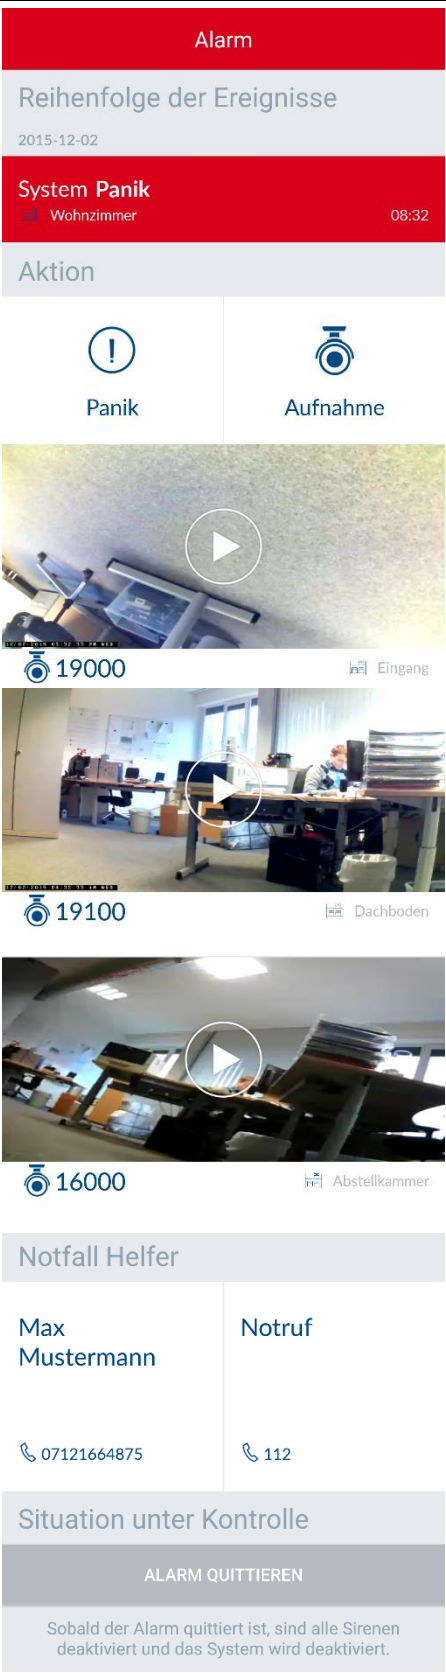 Alarm
Reihenfolge der Ereignisse
2015-12-02
System Panik
Wohnzimmer 08:32
Aktion
Panik Aufnahme
19000 Eingang
19100 Dachboden
16000 Abstellkammer
Notfall Helfer
Max
Mustermann
Notruf
07121664875 112
Situation unter Kontrolle
ALARM QUITTIEREN
Sobald der Alarm quittiert ist, sind alle Sirenen
deaktiviert und das System wird deaktiviert.